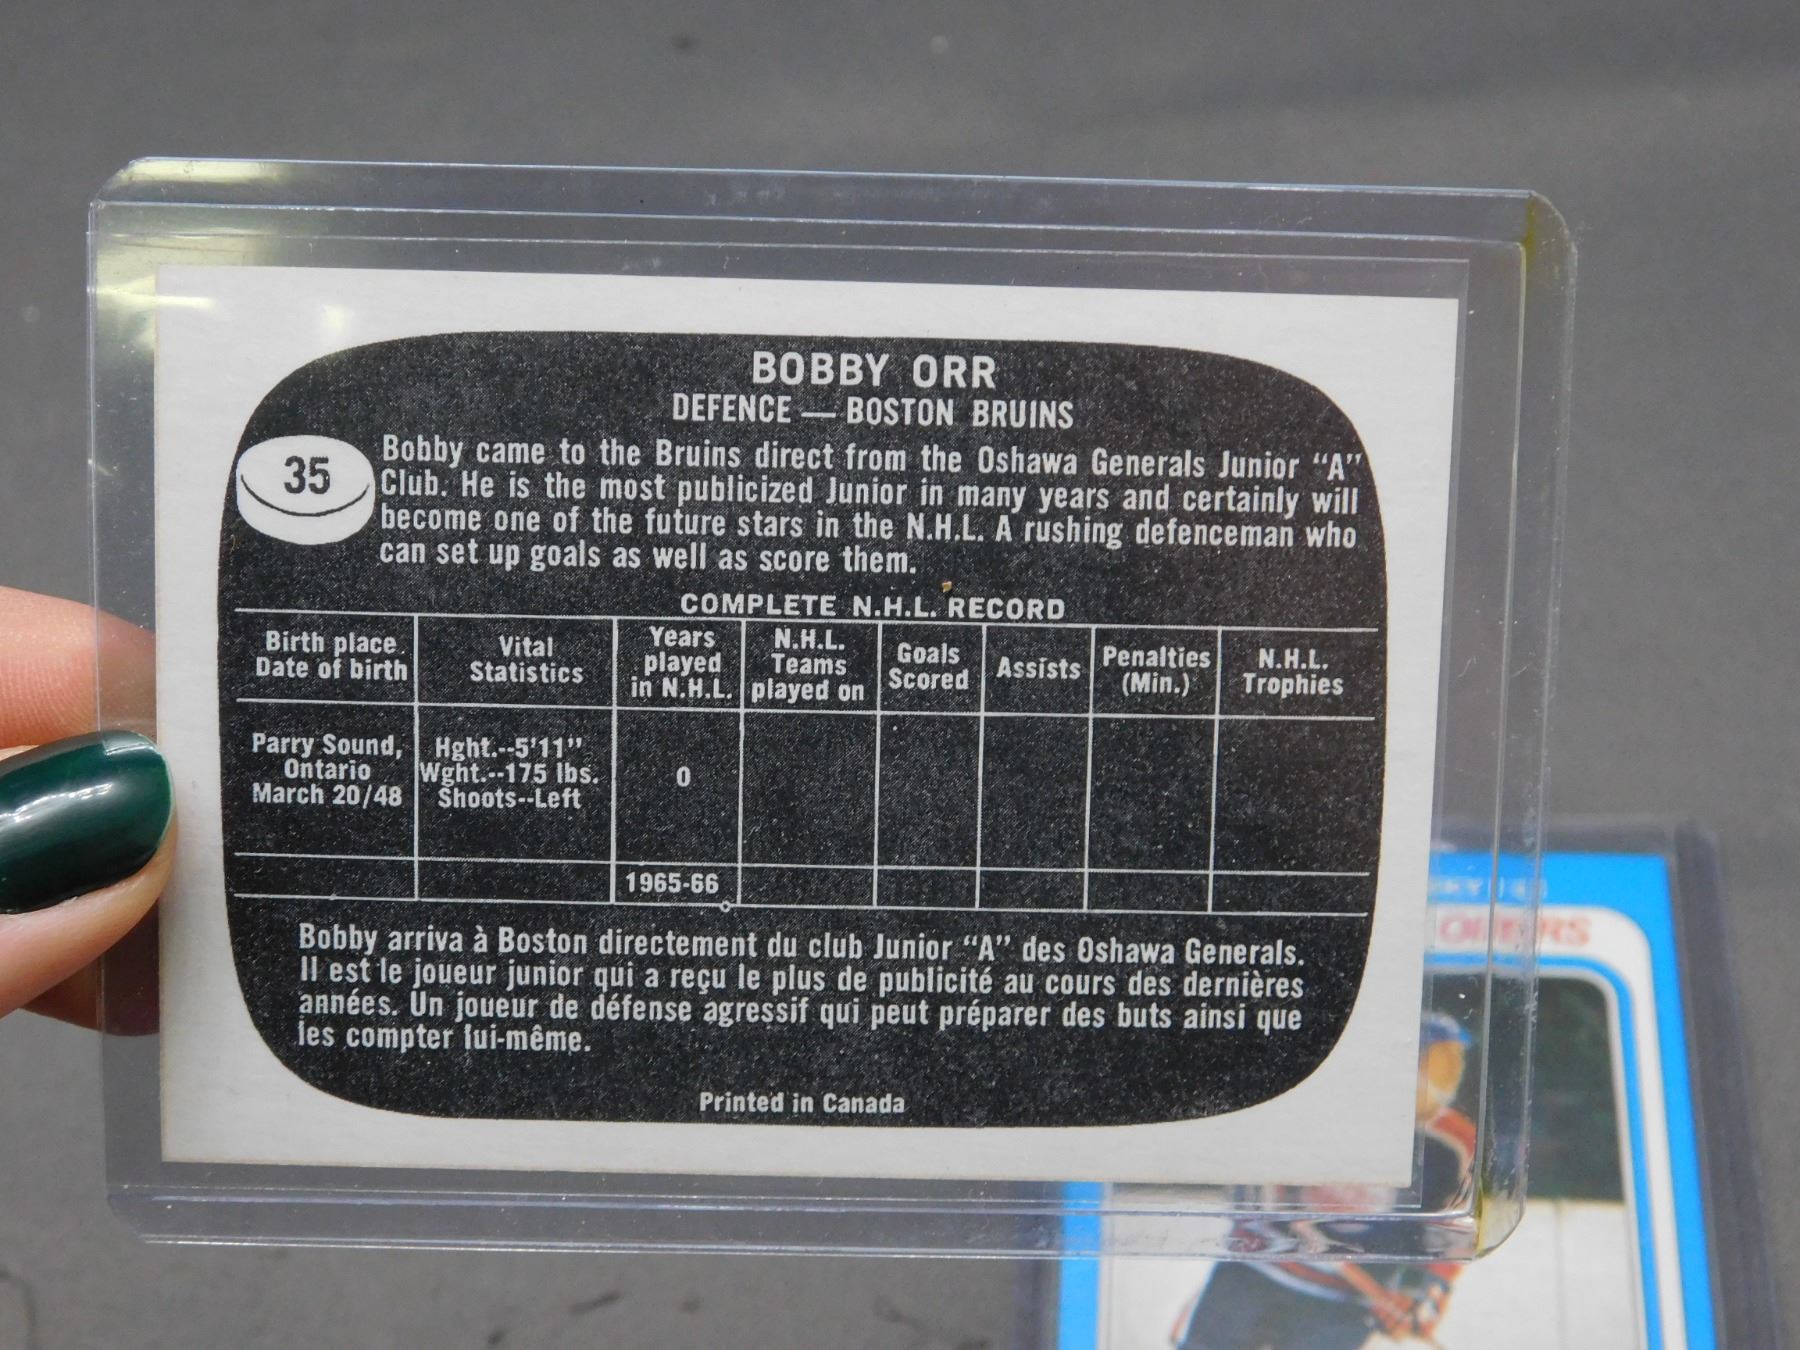 BOBBY ORR
DEFENCE — BOSTON BRUINS
35
Bobby came to the Bruins direct from the Oshawa Generals Junior “A”
Club. He is the most publicized Junior in many years and certainly will
become one of the future stars in the N.H.L. A rushing defenceman who
can set up goals as well as score them.
COMPLETE N.H.L. RECORD
Birth place
Date of birth
Vital
Statistics
Years
played
in N.H.L.
N.H.L.
Teams
played on
Goals
Scored
Assists
Penalties
(Min.)
N.H.L.
Trophies
Parry Sound,
Ontario
March 20/48
Hght.--5'11”
Wght.--175 lbs.
Shoots--Left
0
1965-66
Bobby arriva à Boston directement du club Junior “A” des Oshawa Generals.
Il est le joueur junior qui a reçu le plus de publicité au cours des dernières
années. Un joueur de défense agressif qui peut préparer des buts ainsi que
les compter lui-même.
Printed in Canada